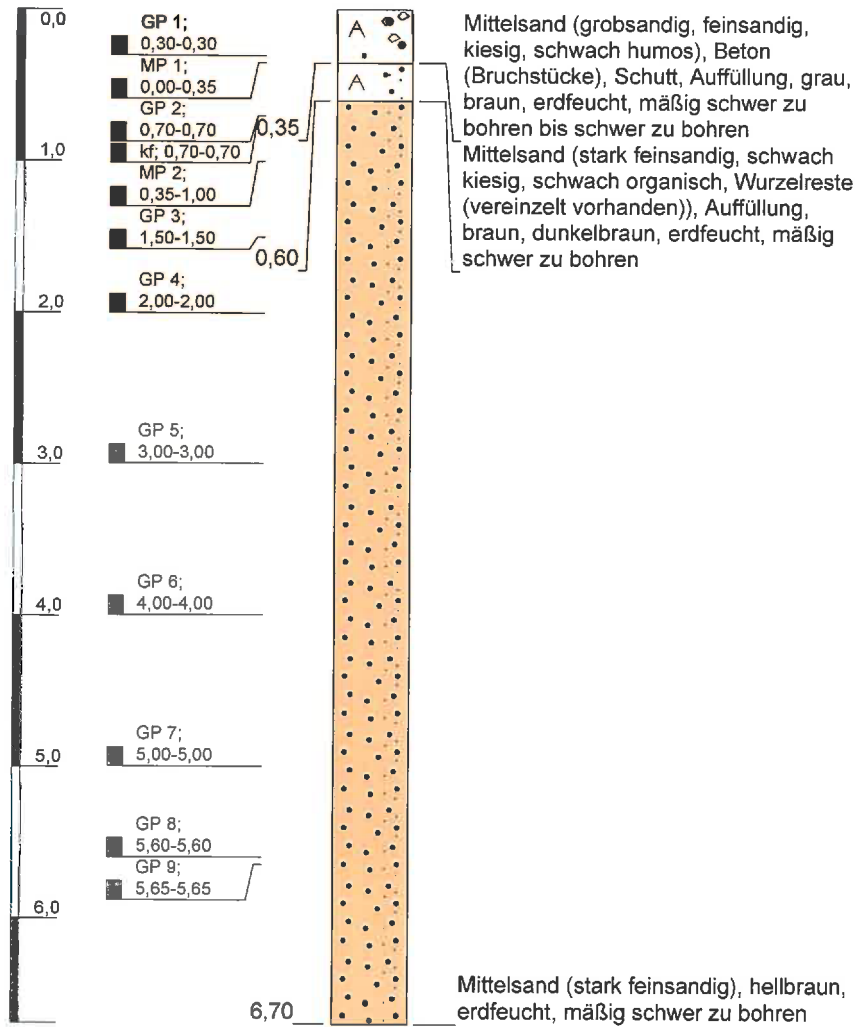 0,0
GP 1;
0,30-0,30
MP 1;
0,00-0,35
GP 2;
0,70-0,70
kf; 0,70-0,70
1,0
MP 2;
0,35-1,00
GP 3;
1,50-1,50
GP 4;
2,00-2,00
2,0
GP 5;
3,00-3,00
3,0
GP 6;
4,00-4,00
4,0
GP 7;
5,00-5,00
5,0
GP 8;
5,60-5,60
GP 9;
5,65-5,65
6,0
A
A
0,35
0,60
6,70
Mittelsand (grobsandig, feinsandig,
kiesig, schwach humos), Beton
(Bruchstücke), Schutt, Auffüllung, grau,
braun, erdfeucht, mäßig schwer zu
bohren bis schwer zu bohren
Mittelsand (stark feinsandig, schwach
kiesig, schwach organisch, Wurzelreste
(vereinzelt vorhanden)), Auffüllung,
braun, dunkelbraun, erdfeucht, mäßig
schwer zu bohren
Mittelsand (stark feinsandig), hellbraun,
erdfeucht, mäßig schwer zu bohren